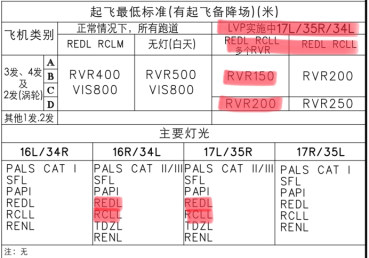 起飞最低标准(有起飞备降场)(米)
飞机类别 正常情况下，所有跑道 LVP实施中17L/35R/34L
REDL RCLM 无灯(白天) REDL RCLL 多个RVR REDL RCLL
3发、4发及2发(涡轮) A B C RVR400 VIS800 RVR500 VIS800 RVR150 RVR200
D RVR200 RVR250
其他1发.2发
主要灯光
16L/34R 16R/34L 17L/35R 17R/35L
PALS CAT I PALS CAT II/III PALS CAT II/III PALS CAT I
SFL SFL SFL SFL
PAPI PAPI PAPI PAPI
REDL REDL REDL REDL
RCLL RCLL RCLL RCLL
RENL TDZL TDZL RENL
RENL RENL
注：无